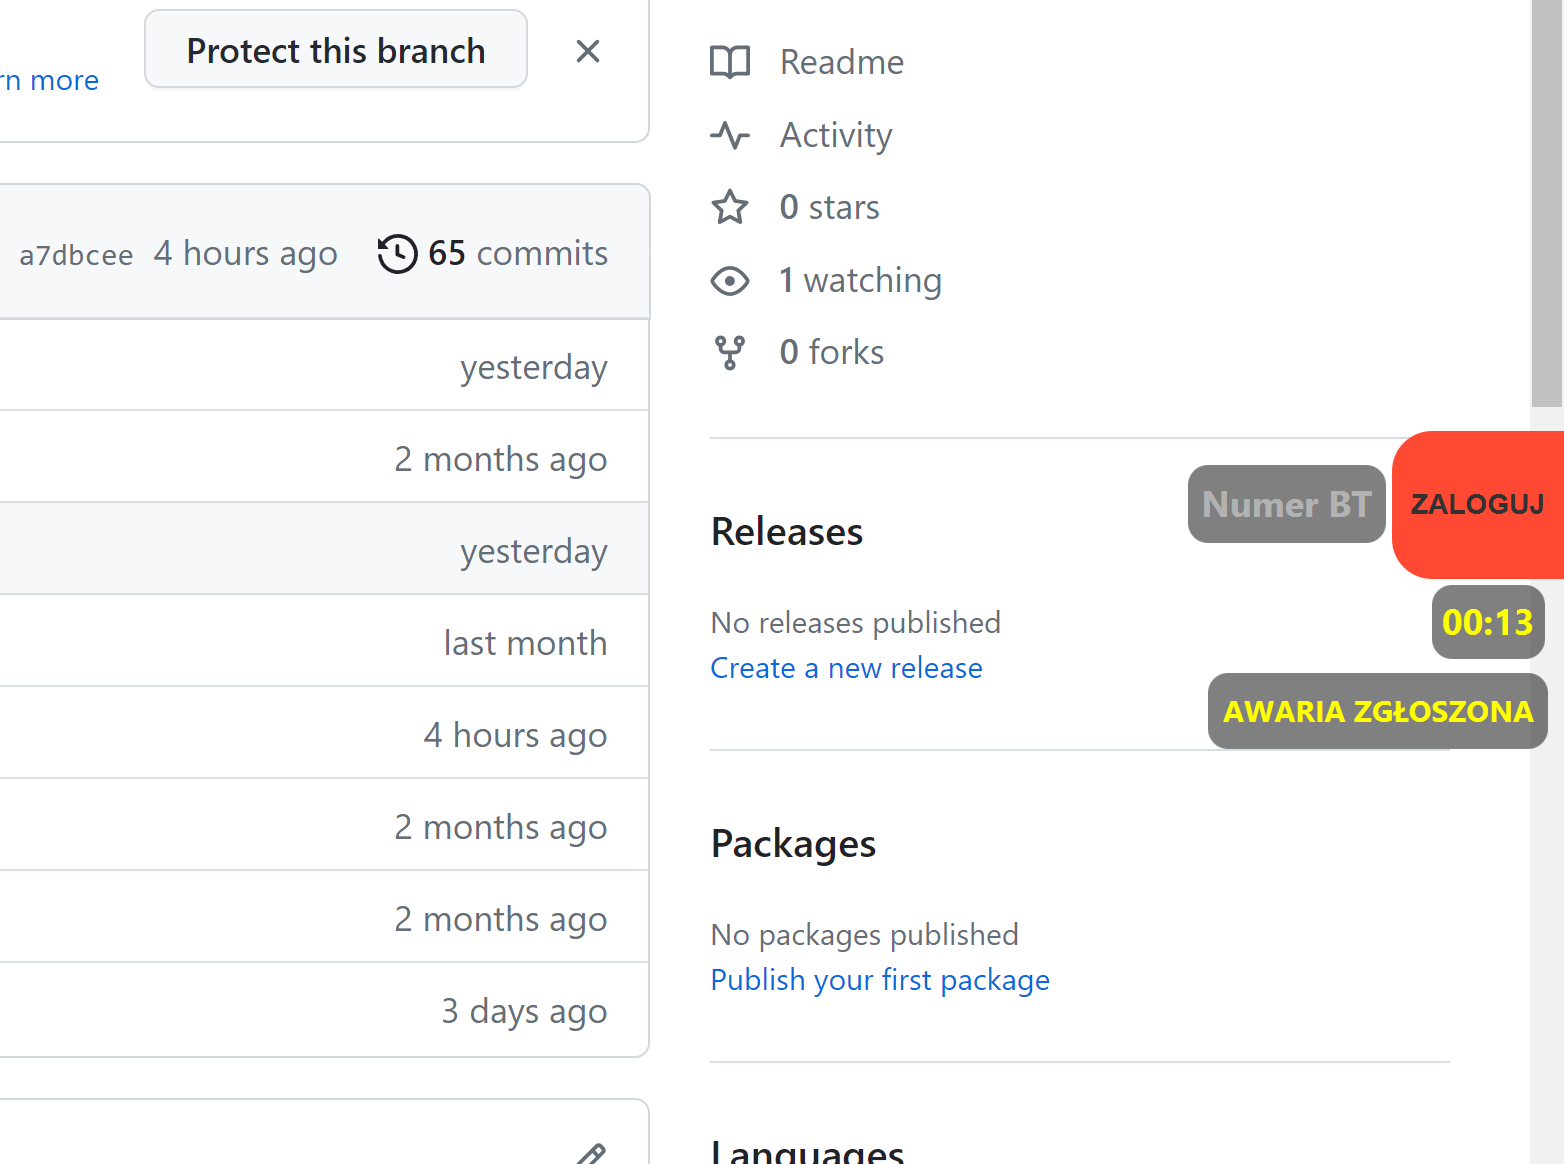 Protect this branch
rn more
a7dbcee 4 hours ago 65 commits
yesterday
2 months ago
yesterday
last month
4 hours ago
2 months ago
2 months ago
3 days ago
Readme
Activity
0 stars
1 watching
0 forks
Releases
No releases published
Create a new release
Packages
No packages published
Publish your first package
Languages
Numer BT
ZALOGUJ
00:13
AWARIA ZGŁOSZONA